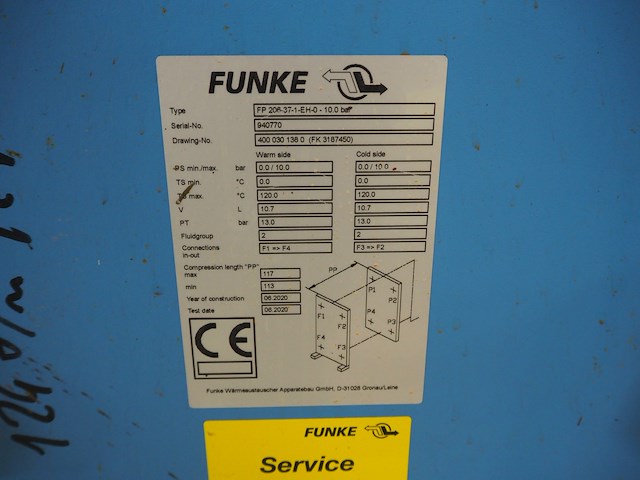 FUNKE
Type FP 206-37-1-EH-0 - 10.0 bar
Serial-No. 940770
Drawing-No. 400 030 138 0 (FK 3187450)
Warm side Cold side
PS min./max. bar 0.0 / 10.0 0.0 / 10.0
TS min. °C 0.0 0.0
TS max. °C 120.0 120.0
V L 10.7 10.7
PT bar 13.0 13.0
Fluidgroup 2 2
Connections in-out F1 => F4 F3 => F2
Compression length "PP"
max 117
min 113
Year of construction 06.2020
Test date 06.2020
PP
P1
P2
P4
P3
F1
F2
F4
F3
CE
Funke Wärmeaustauscher Apparatebau GmbH, D-31028 Gronau/Leine
FUNKE
Service